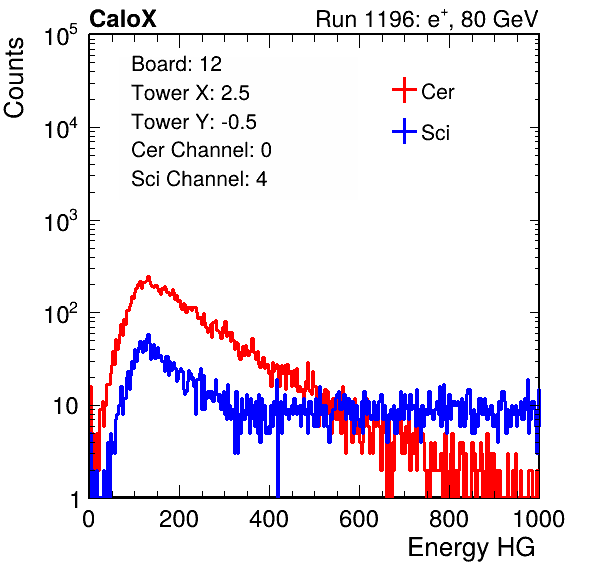 CaloX Run 1196: e⁺, 80 GeV
Counts
Board: 12
Tower X: 2.5
Tower Y: -0.5
Cer Channel: 0
Sci Channel: 4
Cer
Sci
10⁵
10⁴
10³
10²
10
1
0 200 400 600 800 1000
Energy HG